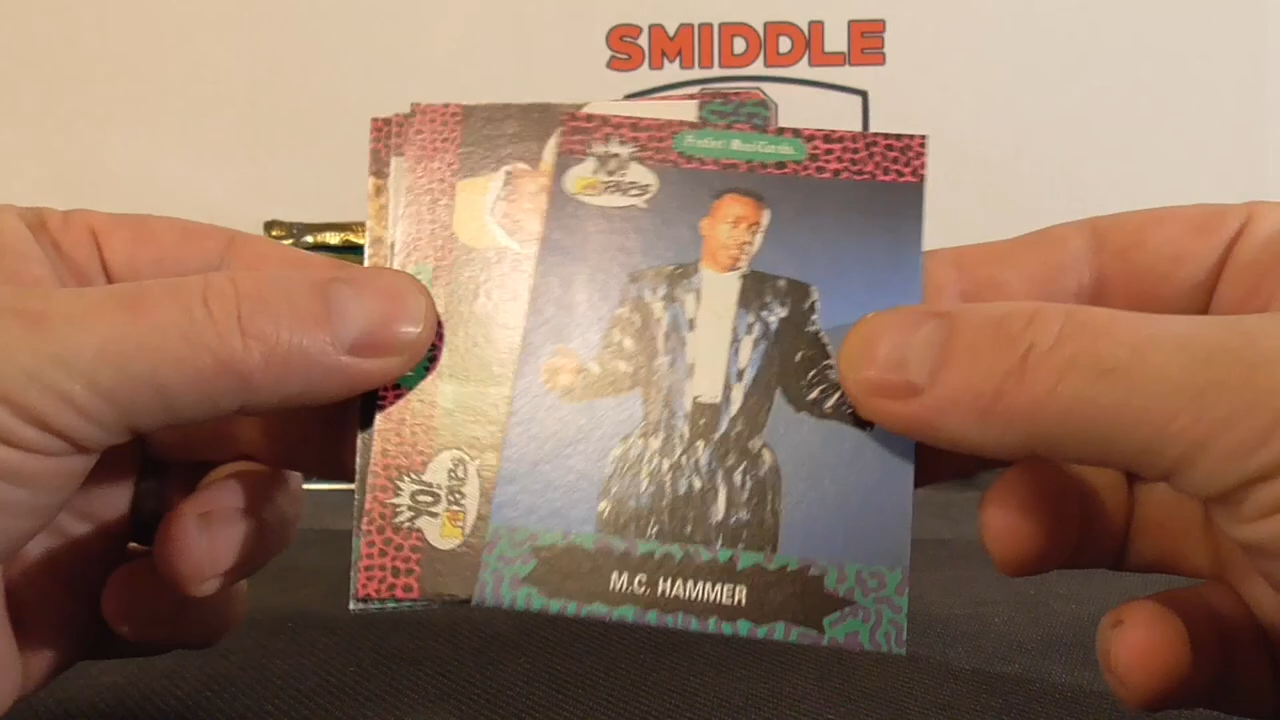 SMIDDLE
ProSet MusiCards
YO!
RAPS
M.C. HAMMER
YO!
RAPS